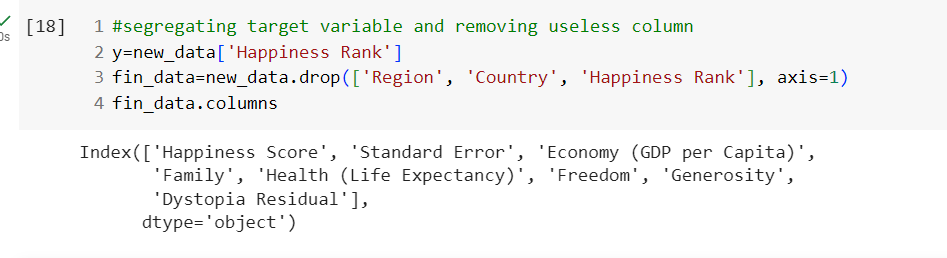 [18] 1 #segregating target variable and removing useless column
0s 2 y=new_data['Happiness Rank']
3 fin_data=new_data.drop(['Region', 'Country', 'Happiness Rank'], axis=1)
4 fin_data.columns
Index(['Happiness Score', 'Standard Error', 'Economy (GDP per Capita)',
'Family', 'Health (Life Expectancy)', 'Freedom', 'Generosity',
'Dystopia Residual'],
dtype='object')